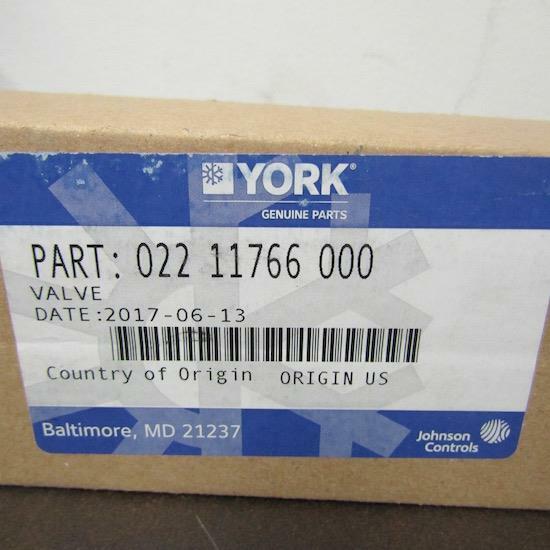 YORK®
GENUINE PARTS
PART: 022 11766 000
VALVE
DATE:2017-06-13
Country of Origin ORIGIN US
Baltimore, MD 21237
Johnson
Controls